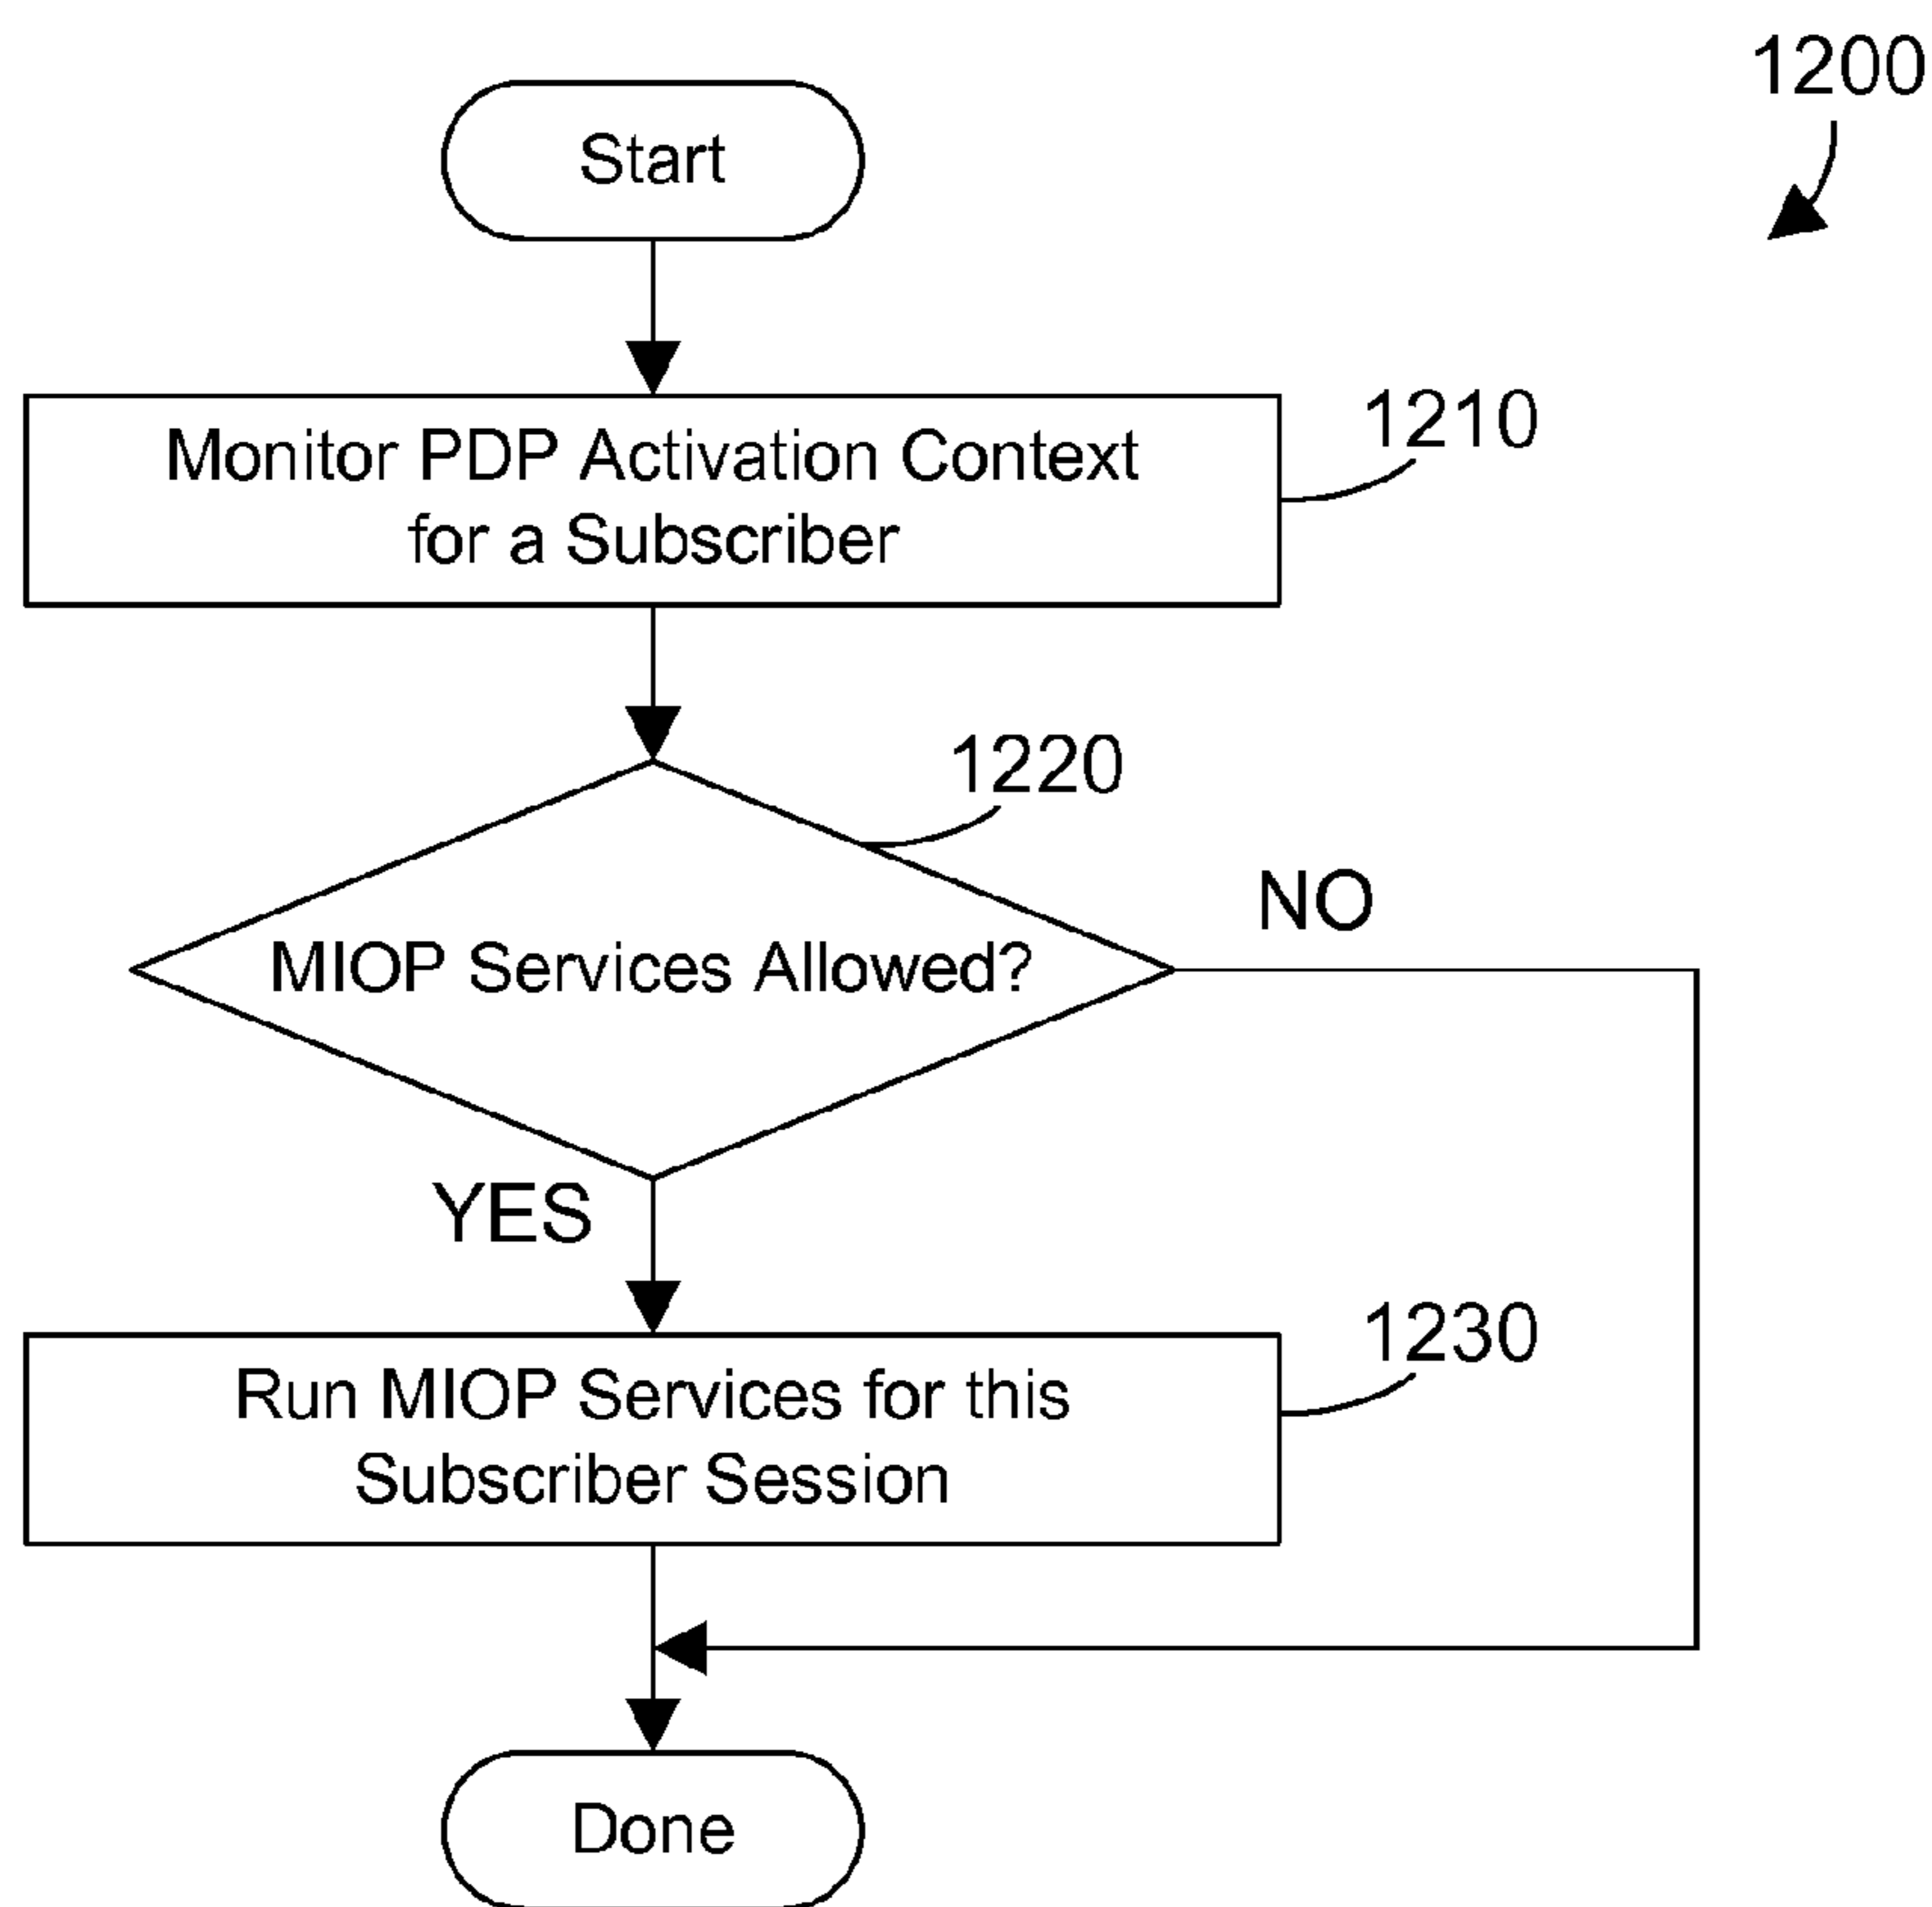 1200
Start
Monitor PDP Activation Context
for a Subscriber
1210
1220
MIOP Services Allowed?
NO
YES
Run MIOP Services for this
Subscriber Session
1230
Done